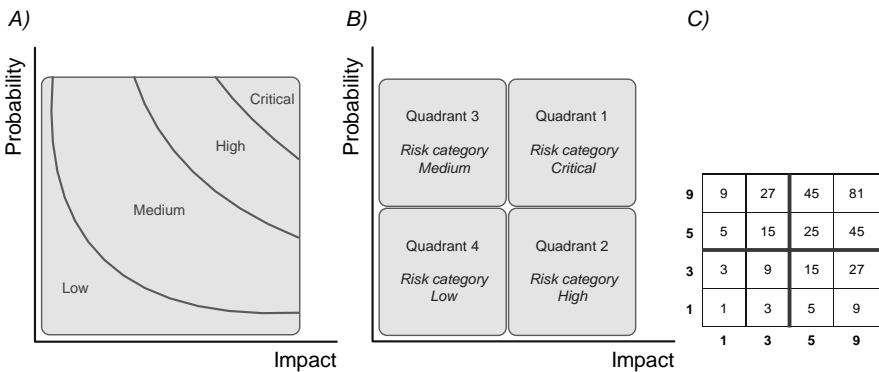 A)
Probability
Critical
High
Medium
Low
Impact
B)
Probability
Quadrant 3
Risk category
Medium
Quadrant 1
Risk category
Critical
Quadrant 4
Risk category
Low
Quadrant 2
Risk category
High
Impact
C)
9 9 27 45 81
5 5 15 25 45
3 3 9 15 27
1 1 3 5 9
1 3 5 9